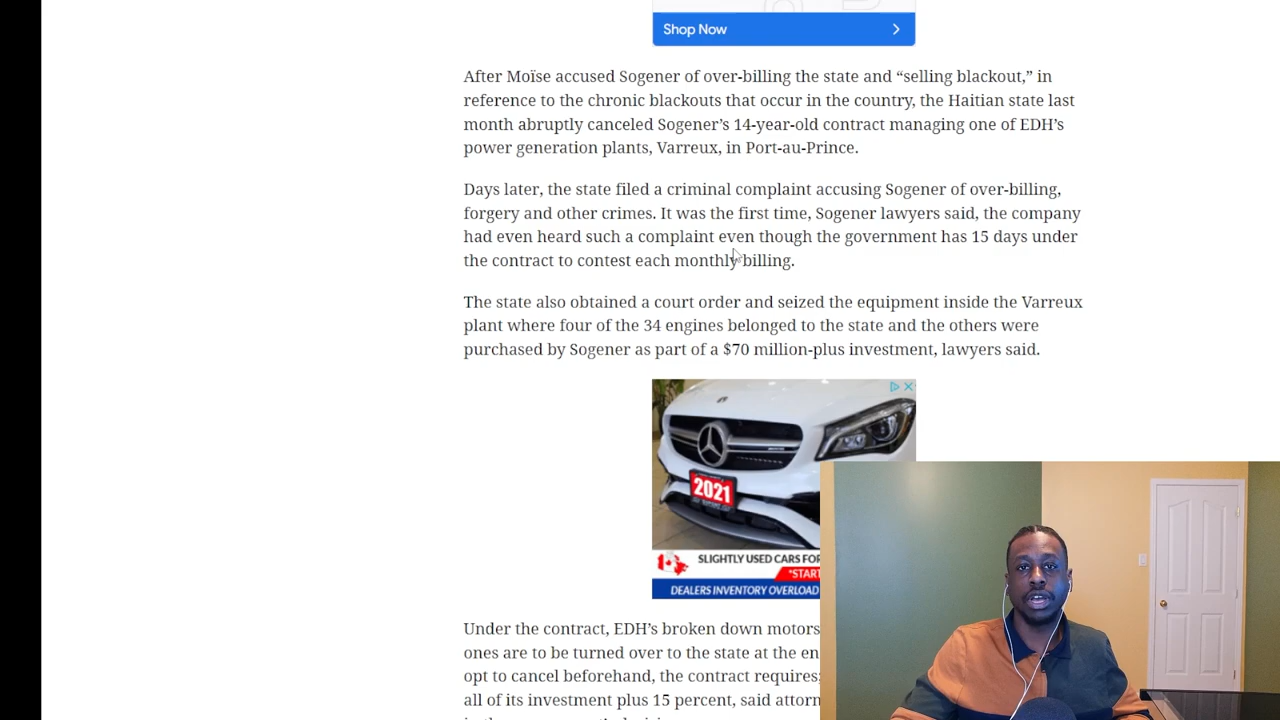 Shop Now
After Moïse accused Sogener of over-billing the state and “selling blackout,” in
reference to the chronic blackouts that occur in the country, the Haitian state last
month abruptly canceled Sogener’s 14-year-old contract managing one of EDH’s
power generation plants, Varreux, in Port-au-Prince.
Days later, the state filed a criminal complaint accusing Sogener of over-billing,
forgery and other crimes. It was the first time, Sogener lawyers said, the company
had even heard such a complaint even though the government has 15 days under
the contract to contest each monthly billing.
The state also obtained a court order and seized the equipment inside the Varreux
plant where four of the 34 engines belonged to the state and the others were
purchased by Sogener as part of a $70 million-plus investment, lawyers said.
2021
SLIGHTLY USED CARS FOR
*START
DEALERS INVENTORY OVERLOAD
Under the contract, EDH’s broken down motors
ones are to be turned over to the state at the en
opt to cancel beforehand, the contract requires
all of its investment plus 15 percent, said attorn